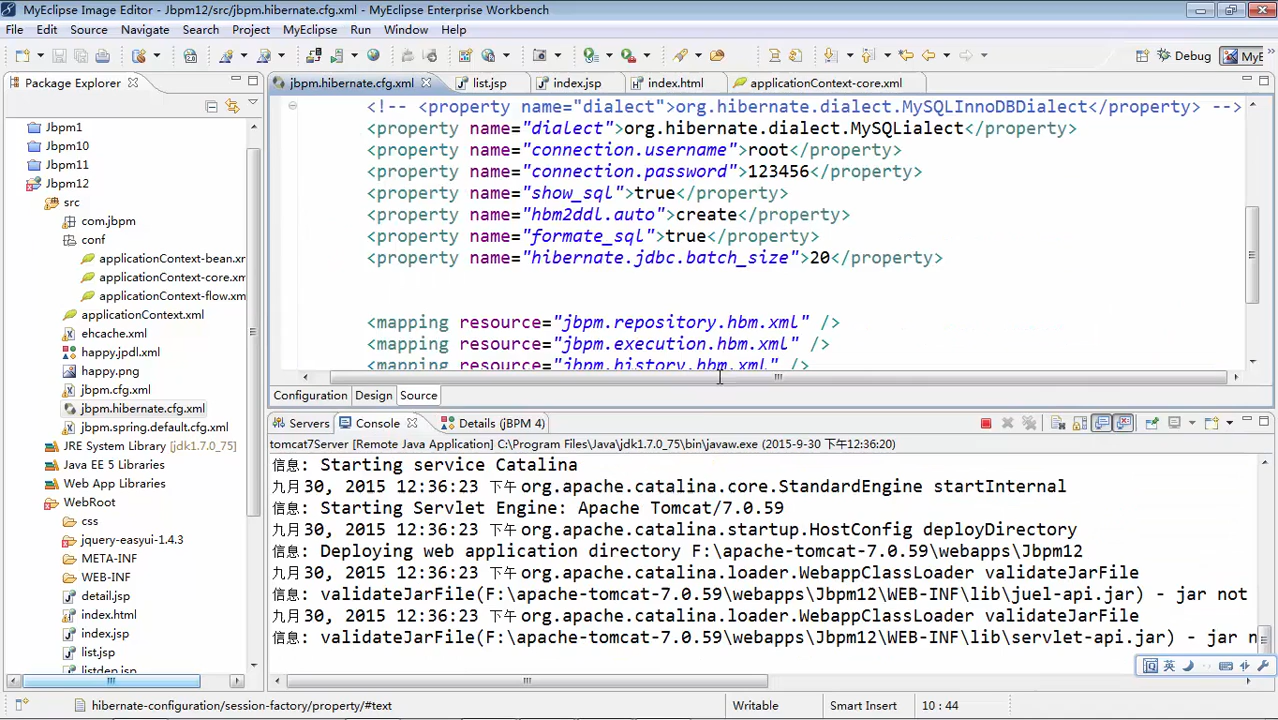 MyEclipse Image Editor - Jbpm12/src/jbpm.hibernate.cfg.xml - MyEclipse Enterprise Workbench
File Edit Source Navigate Search Project MyEclipse Run Window Help
Debug MyE
Package Explorer
Jbpm1
Jbpm10
Jbpm11
Jbpm12
src
com.jbpm
conf
applicationContext-bean.xr
applicationContext-core.xm
applicationContext-flow.xm
applicationContext.xml
ehcache.xml
happy.jpdl.xml
happy.png
jbpm.cfg.xml
jbpm.hibernate.cfg.xml
jbpm.spring.default.cfg.xml
JRE System Library [jdk1.7.0_75]
Java EE 5 Libraries
Web App Libraries
WebRoot
css
jquery-easyui-1.4.3
META-INF
WEB-INF
detail.jsp
index.html
index.jsp
list.jsp
listden.jsp
jbpm.hibernate.cfg.xml list.jsp index.jsp index.html applicationContext-core.xml
<!-- <property name="dialect">org.hibernate.dialect.MySQLInnoDBDialect</property> -->
<property name="dialect">org.hibernate.dialect.MySQLialect</property>
<property name="connection.username">root</property>
<property name="connection.password">123456</property>
<property name="show_sql">true</property>
<property name="hbm2ddl.auto">create</property>
<property name="formate_sql">true</property>
<property name="hibernate.jdbc.batch_size">20</property>
<mapping resource="jbpm.repository.hbm.xml" />
<mapping resource="jbpm.execution.hbm.xml" />
<mapping resource="jbpm.history.hbm.xml" />
Configuration Design Source
Servers Console Details (JBPM 4)
tomcat7Server [Remote Java Application] C:\Program Files\Java\jdk1.7.0_75\bin\javaw.exe (2015-9-30 下午12:36:20)
信息: Starting service Catalina
九月 30, 2015 12:36:23 下午 org.apache.catalina.core.StandardEngine startInternal
信息: Starting Servlet Engine: Apache Tomcat/7.0.59
九月 30, 2015 12:36:23 下午 org.apache.catalina.startup.HostConfig deployDirectory
信息: Deploying web application directory F:\apache-tomcat-7.0.59\webapps\Jbpm12
九月 30, 2015 12:36:23 下午 org.apache.catalina.loader.WebappClassLoader validateJarFile
信息: validateJarFile(F:\apache-tomcat-7.0.59\webapps\Jbpm12\WEB-INF\lib\juel-api.jar) - jar not
九月 30, 2015 12:36:23 下午 org.apache.catalina.loader.WebappClassLoader validateJarFile
信息: validateJarFile(F:\apache-tomcat-7.0.59\webapps\Jbpm12\WEB-INF\lib\servlet-api.jar) - jar n
英
hibernate-configuration/session-factory/property/#text Writable Smart Insert 10 : 44